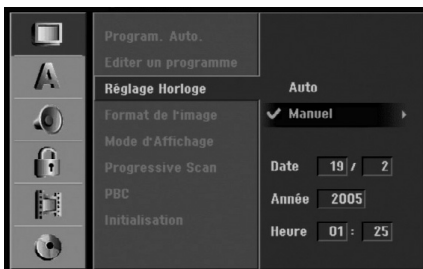 Program. Auto.
Editer un programme
Réglage Horloge
Format de l'image
Mode d'Affichage
Progressive Scan
PBC
Initialisation
Auto
✔ Manuel
Date 19 / 2
Année 2005
Heure 01 : 25
A